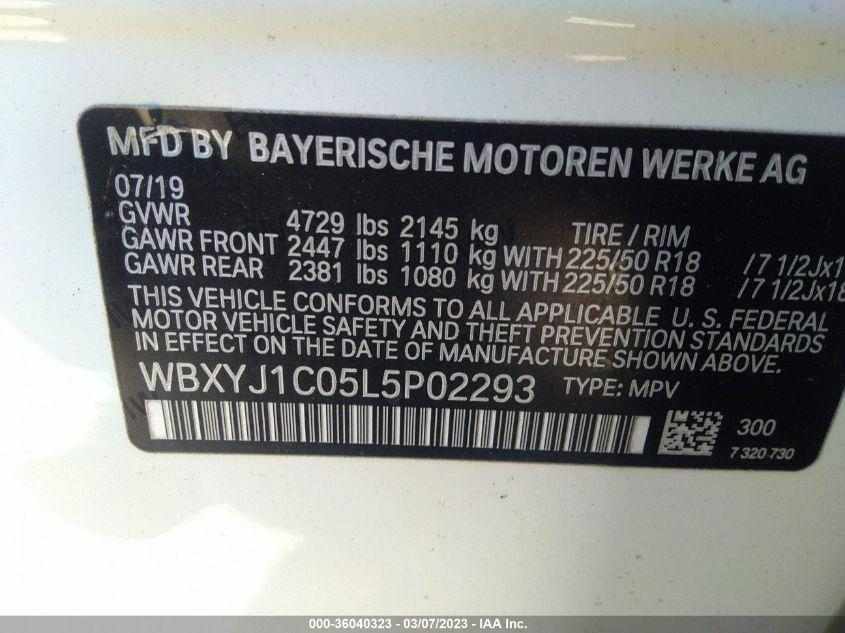 MFD BY BAYERISCHE MOTOREN WERKE AG
07/19
GVWR 4729 lbs 2145 kg TIRE / RIM
GAWR FRONT 2447 lbs 1110 kg WITH 225/50 R18 /7 1/2Jx1
GAWR REAR 2381 lbs 1080 kg WITH 225/50 R18 /7 1/2Jx18
THIS VEHICLE CONFORMS TO ALL APPLICABLE U. S. FEDERAL
MOTOR VEHICLE SAFETY AND THEFT PREVENTION STANDARDS
IN EFFECT ON THE DATE OF MANUFACTURE SHOWN ABOVE.
WBXYJ1C05L5P02293 TYPE: MPV
300
7 320 730
000-36040323 - 03/07/2023 - IAA Inc.